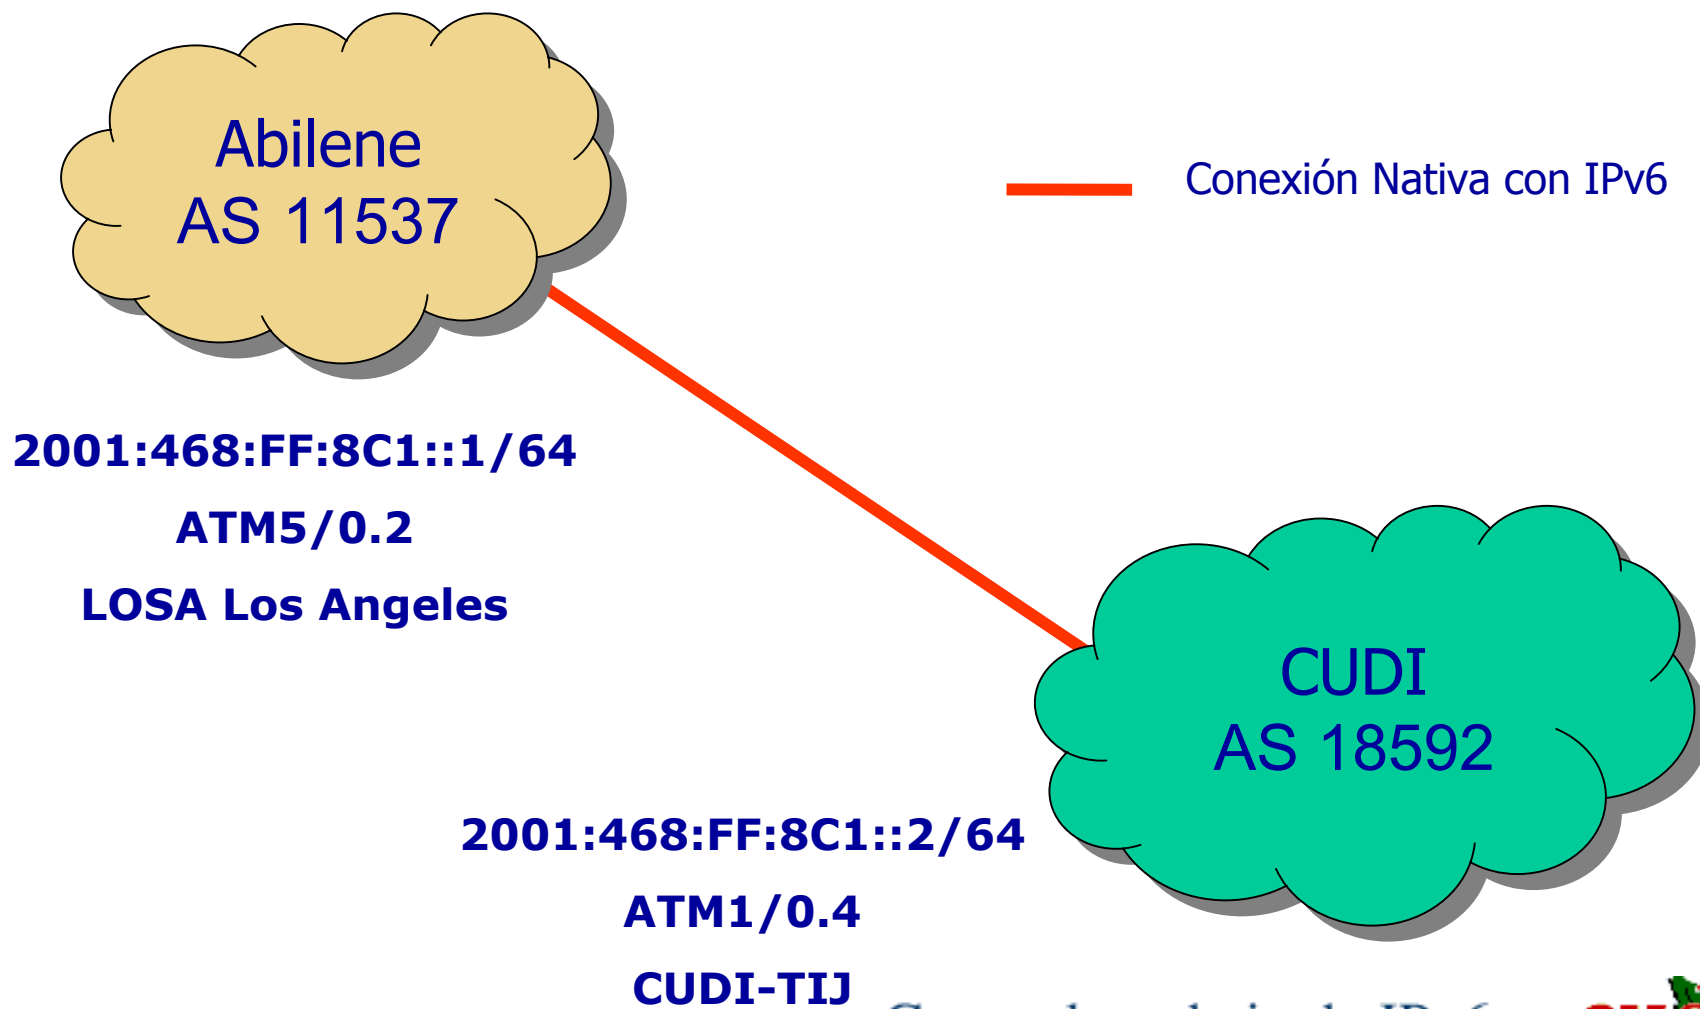 Abilene
AS 11537
Conexión Nativa con IPv6
2001:468:FF:8C1::1/64
ATM5/0.2
LOSA Los Angeles
CUDI
AS 18592
2001:468:FF:8C1::2/64
ATM1/0.4
CUDI-TIJ